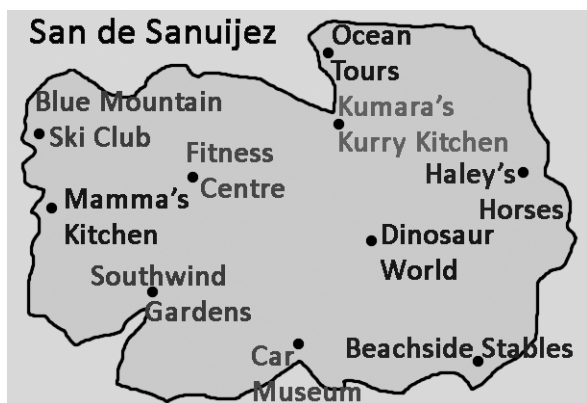 San de Sanuijez
Ocean
Tours
Blue Mountain
Ski Club
Kumara's
Kurry Kitchen
Fitness
Centre
Haley's
Horses
Mamma's
Kitchen
Dinosaur
World
Southwind
Gardens
Car
Museum
Beachside Stables